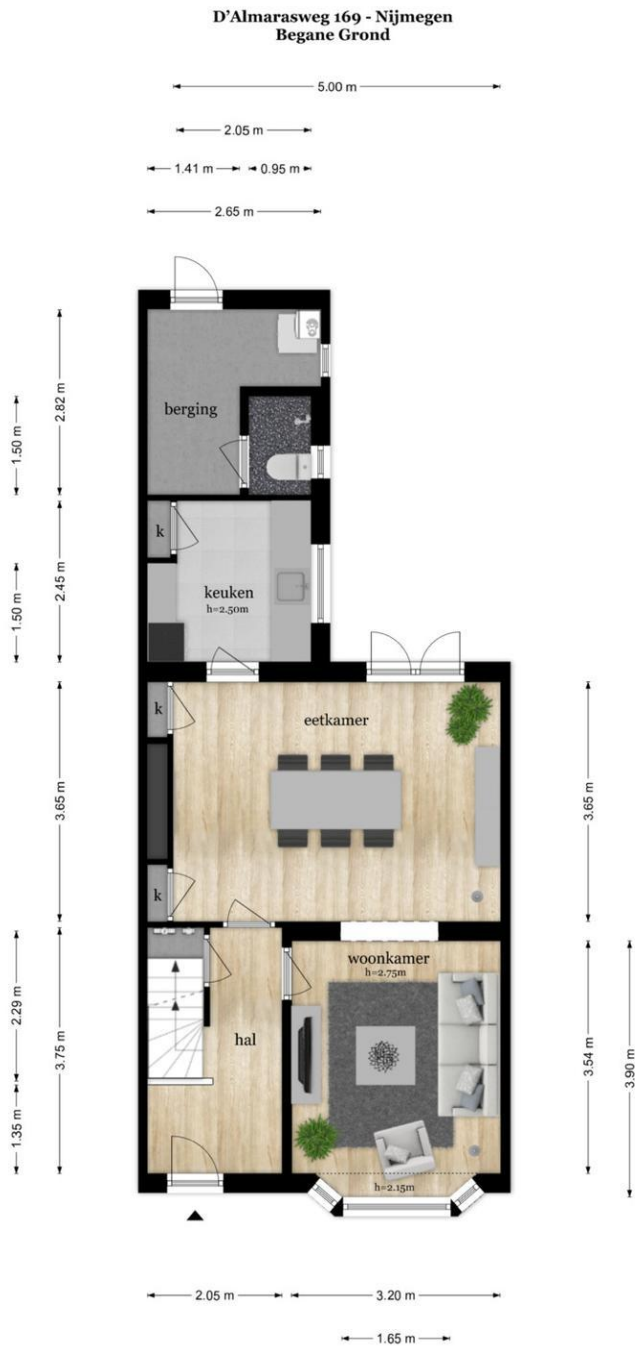 D'Almarasweg 169 - Nijmegen
Begane Grond
5.00 m
2.05 m
1.41 m
0.95 m
2.65 m
2.82 m
1.50 m
berging
k
keuken
h=2.50m
2.45 m
1.50 m
k
eetkamer
3.65 m
3.65 m
k
woonkamer
h=2.75m
hal
2.29 m
3.75 m
1.35 m
3.54 m
3.90 m
h=2.15m
2.05 m
3.20 m
1.65 m